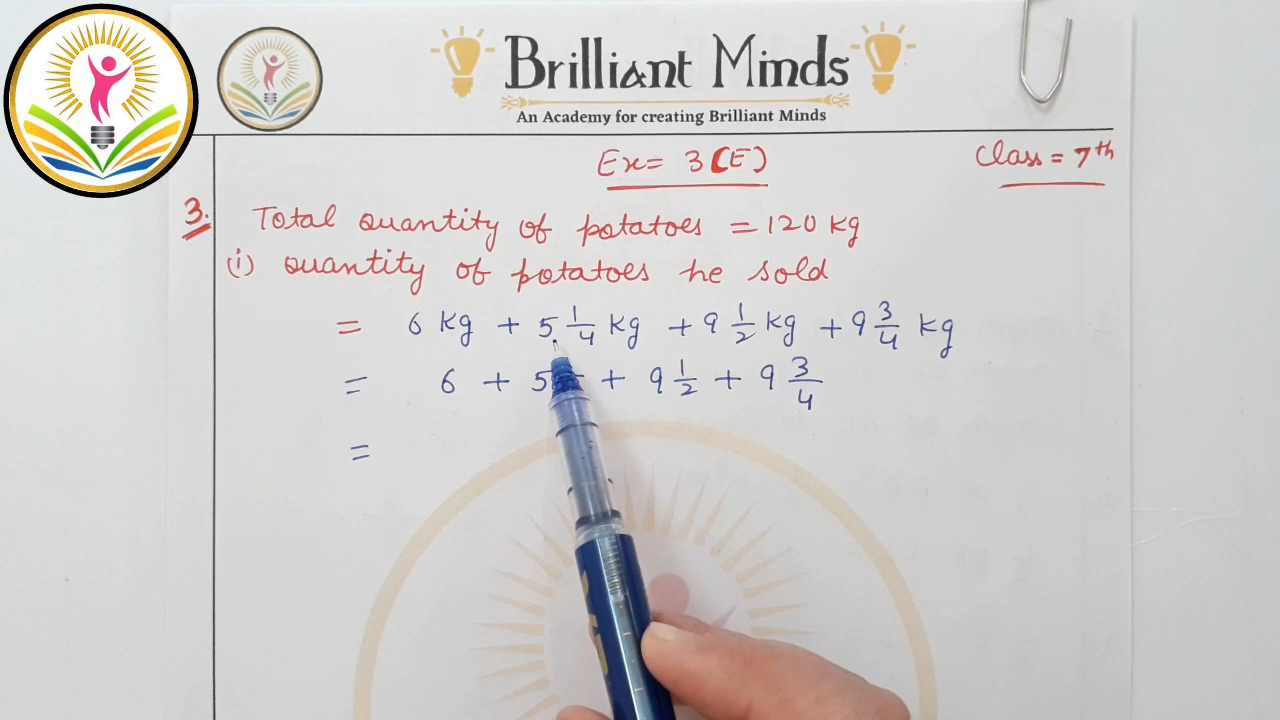 Brilliant Minds
An Academy for creating Brilliant Minds
Ex = 3 (E) Class = 7th
3. Total quantity of potatoes = 120 kg
(i) quantity of potatoes he sold
= 6 kg + 5 1/4 kg + 9 1/2 kg + 9 3/4 kg
= 6 + 5 + 9 1/2 + 9 3/4
=